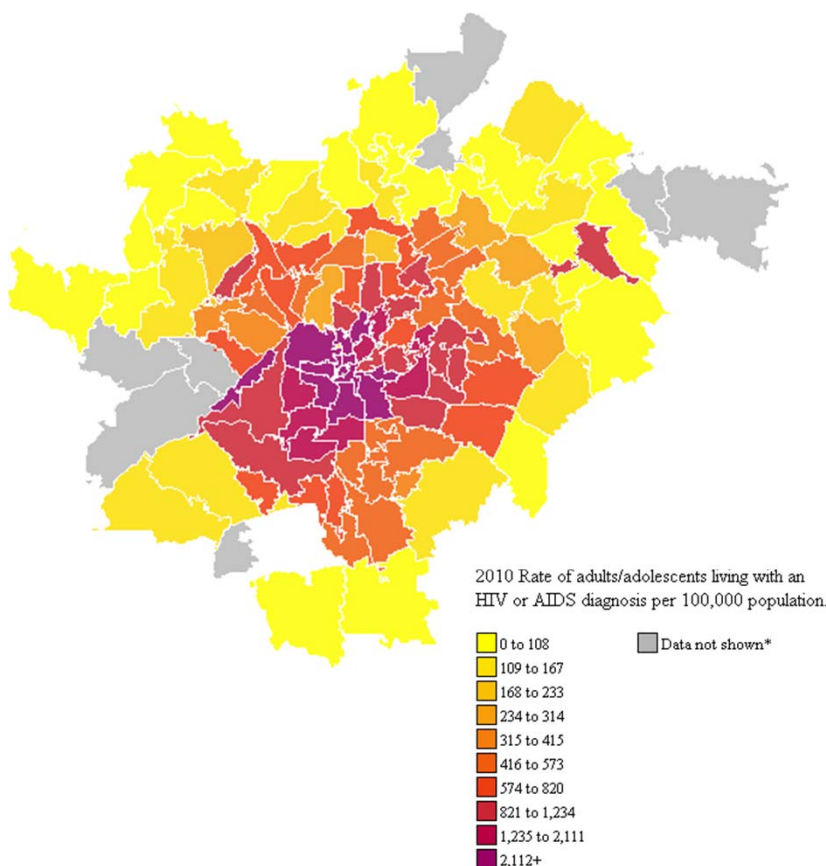 2010 Rate of adults/adolescents living with an
HIV or AIDS diagnosis per 100,000 population.
0 to 108
Data not shown*
109 to 167
168 to 233
234 to 314
315 to 415
416 to 573
574 to 820
821 to 1,234
1,235 to 2,111
2,112+